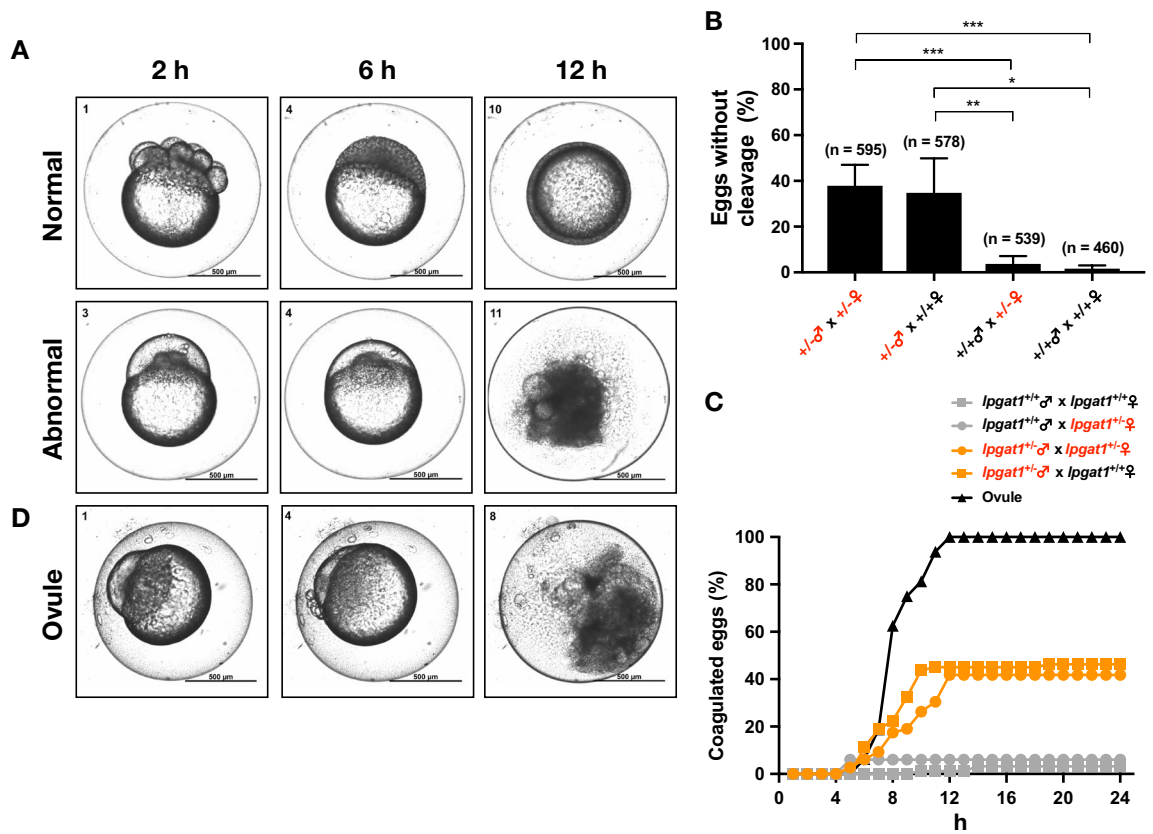 A
2 h
6 h
12 h
Normal
1
500 µm
4
500 µm
10
500 µm
Abnormal
3
500 µm
4
500 µm
11
500 µm
D
Ovule
1
500 µm
4
500 µm
8
500 µm
B
Eggs without
cleavage (%)
100
80
60
40
20
0
***
***
*
**
(n = 595)
(n = 578)
(n = 539)
(n = 460)
+/-♂ x +/-♀
+/-♂ x +/+♀
+/+♂ x +/-♀
+/+♂ x +/+♀
C
lpgat1+/+♂ x lpgat1+/+♀
lpgat1+/+♂ x lpgat1+/-♀
lpgat1+/-♂ x lpgat1+/-♀
lpgat1+/-♂ x lpgat1+/+♀
Ovule
Coagulated eggs (%)
100
80
60
40
20
0
0 4 8 12 16 20 24
h